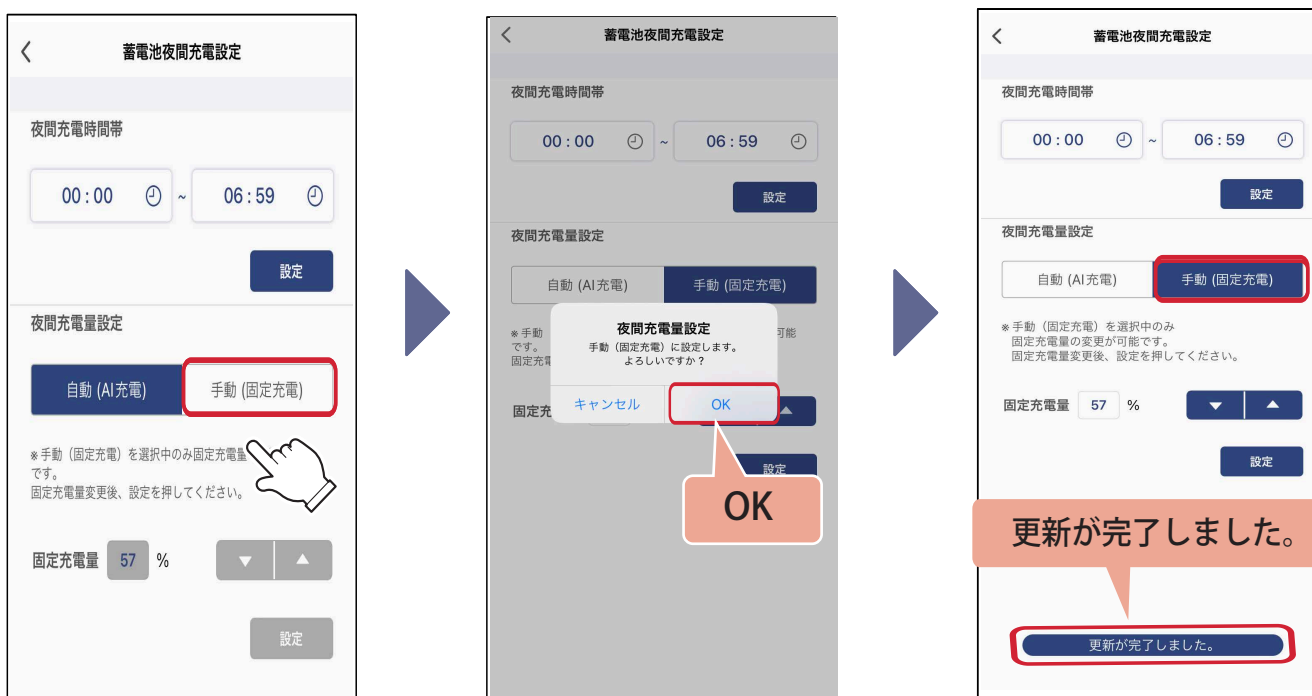 蓄電池夜間充電設定
夜間充電時間帯
00:00 ~ 06:59
設定
夜間充電量設定
自動 (AI充電) 手動 (固定充電)
※手動（固定充電）を選択中のみ固定充電量
です。
固定充電量変更後、設定を押してください。
固定充電量 57 %
設定
蓄電池夜間充電設定
夜間充電時間帯
00:00 ~ 06:59
設定
夜間充電量設定
自動 (AI充電) 手動 (固定充電)
※手動 可能
です。
固定充電
夜間充電量設定
手動（固定充電）に設定します。
よろしいですか？
キャンセル OK
固定充
設定
OK
蓄電池夜間充電設定
夜間充電時間帯
00:00 ~ 06:59
設定
夜間充電量設定
自動 (AI充電) 手動 (固定充電)
※手動（固定充電）を選択中のみ
固定充電量の変更が可能です。
固定充電量変更後、設定を押してください。
固定充電量 57 %
設定
更新が完了しました。
更新が完了しました。